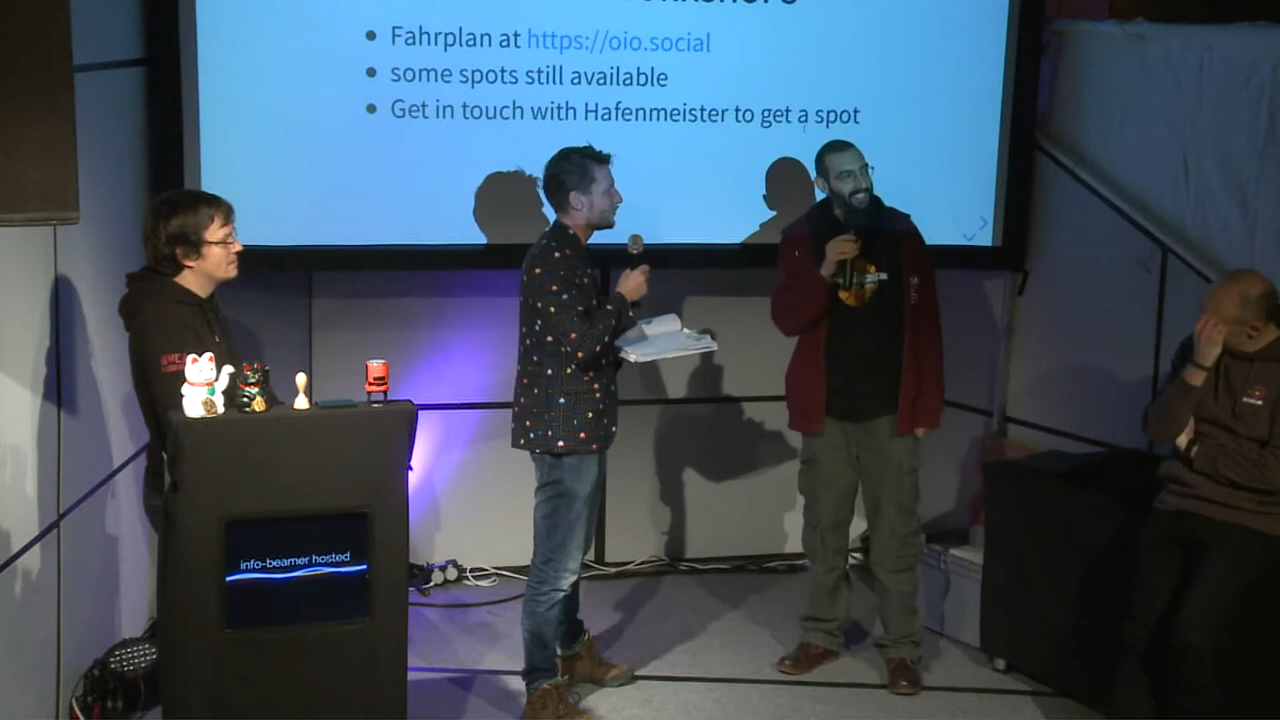 Fahrplan at https://oio.social
some spots still available
Get in touch with Hafenmeister to get a spot
info-beamer hosted